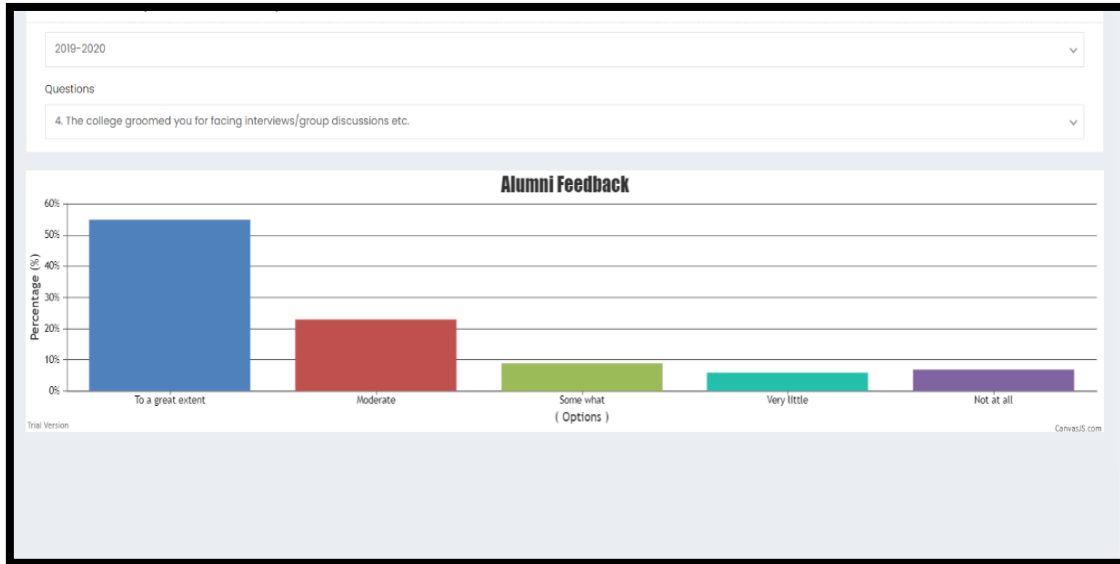 2019-2020
Questions
4. The college groomed you for facing interviews/group discussions etc.
Alumni Feedback
Percentage (%)
60%
50%
40%
30%
20%
10%
0%
To a great extent Moderate Some what Very little Not at all
( Options )
Trial Version CanvasJS.com